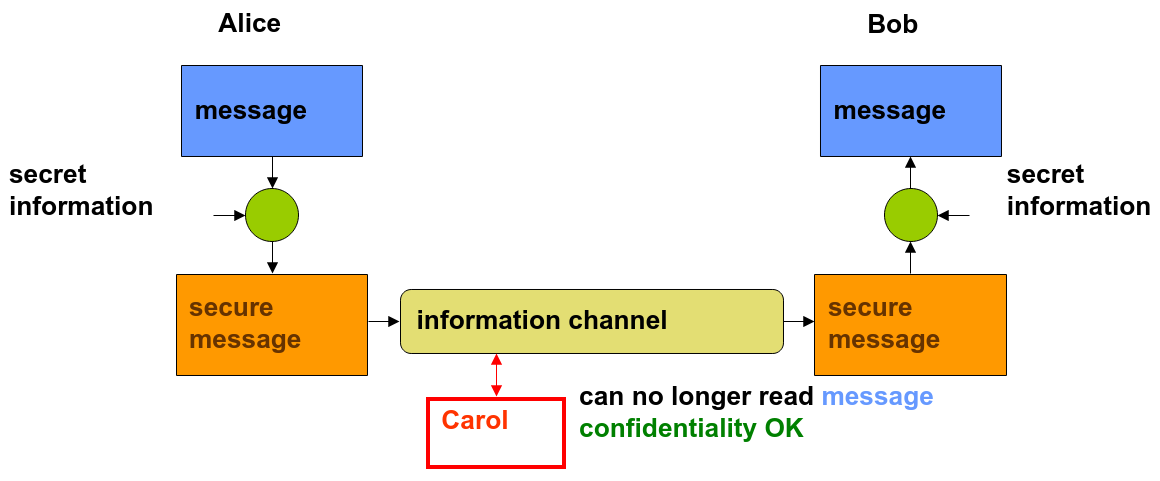 Alice
Bob
message
message
secret
information
secret
information
secure
message
information channel
secure
message
Carol
can no longer read message
confidentiality OK